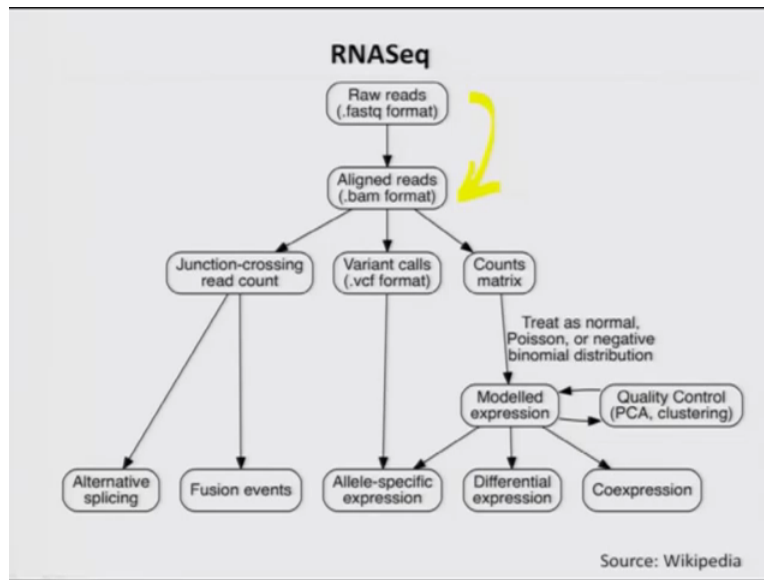 RNASeq
Raw reads
(.fastq format)
Aligned reads
(.bam format)
Junction-crossing
read count
Variant calls
(.vcf format)
Counts
matrix
Treat as normal,
Poisson, or negative
binomial distribution
Modelled
expression
Quality Control
(PCA, clustering)
Alternative
splicing
Fusion events
Allele-specific
expression
Differential
expression
Coexpression
Source: Wikipedia